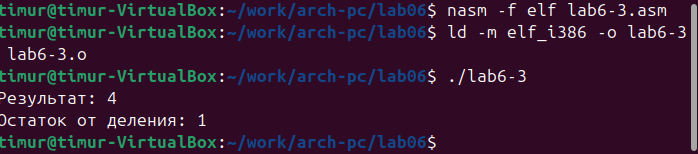 timur@timur-VirtualBox:~/work/arch-pc/lab06$ nasm -f elf lab6-3.asm
timur@timur-VirtualBox:~/work/arch-pc/lab06$ ld -m elf_i386 -o lab6-3
lab6-3.o
timur@timur-VirtualBox:~/work/arch-pc/lab06$ ./lab6-3
Результат: 4
Остаток от деления: 1
timur@timur-VirtualBox:~/work/arch-pc/lab06$